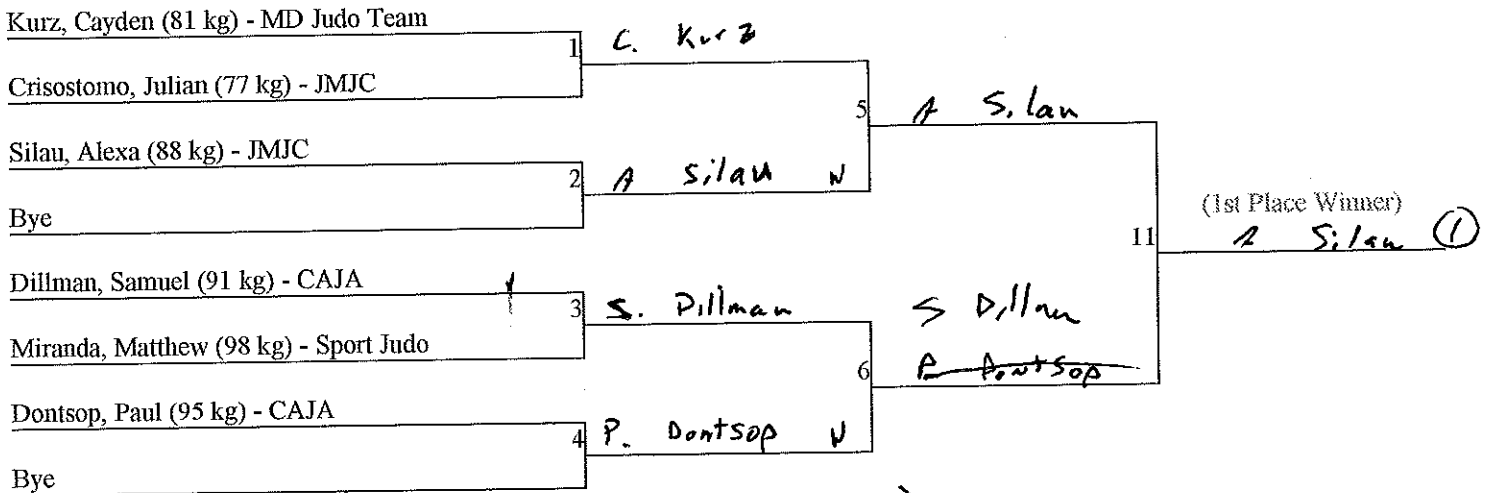 Kurz, Cayden (81 kg) - MD Judo Team
1 C. Kurz
Crisostomo, Julian (77 kg) - JMJC
5 A Silau
Silau, Alexa (88 kg) - JMJC
2 A Silau W
Bye
(1st Place Winner)
11 A Silau 1
Dillman, Samuel (91 kg) - CAJA
3 S. Dillman
S Dillman
Miranda, Matthew (98 kg) - Sport Judo
6 P Dontsop
Dontsop, Paul (95 kg) - CAJA
4 P. Dontsop W
Bye